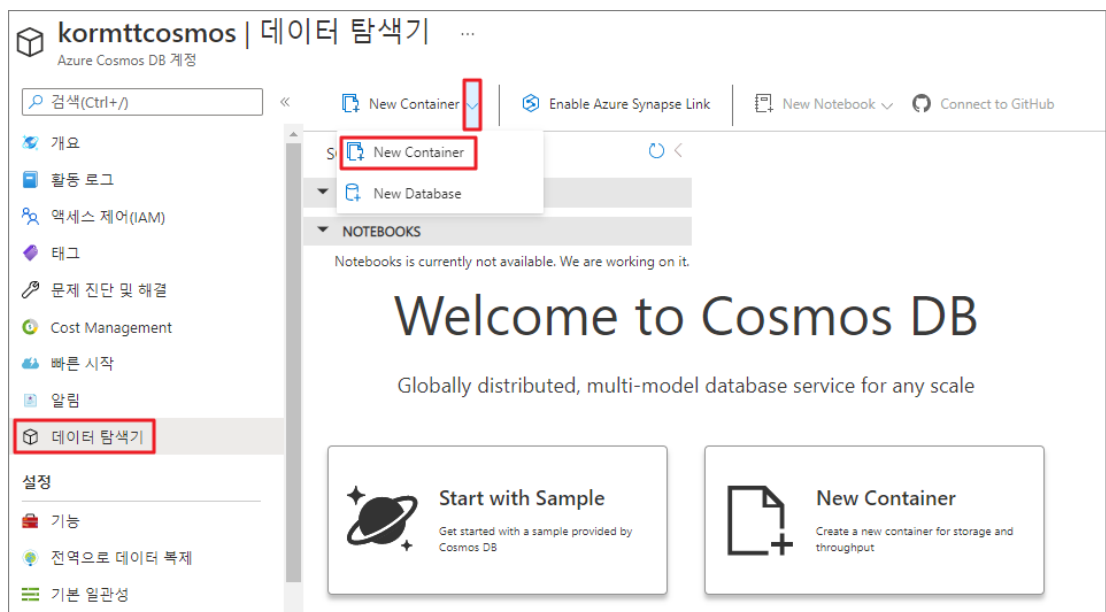 kormttcosmos | 데이터 탐색기 ...
Azure Cosmos DB 계정
검색(Ctrl+/)
«
개요
활동 로그
액세스 제어(IAM)
태그
문제 진단 및 해결
Cost Management
빠른 시작
알림
데이터 탐색기
설정
기능
전역으로 데이터 복제
기본 일관성
New Container
Enable Azure Synapse Link
New Notebook
Connect to GitHub
New Container
New Database
NOTEBOOKS
Notebooks is currently not available. We are working on it.
Welcome to Cosmos DB
Globally distributed, multi-model database service for any scale
Start with Sample
Get started with a sample provided by
Cosmos DB
New Container
Create a new container for storage and
throughput